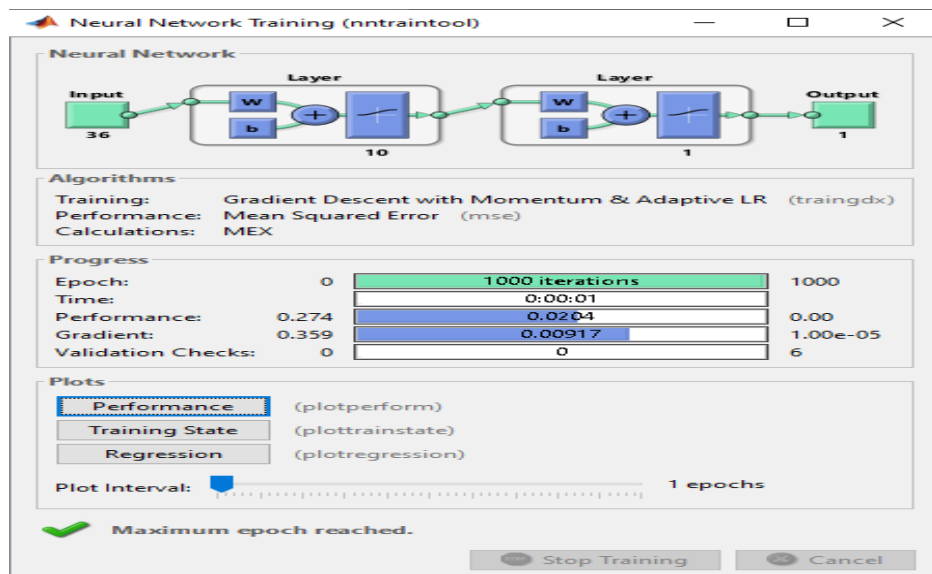 Neural Network Training (nntraintool)
Neural Network
Layer Layer
Input Output
W W
b b
36 10 1 1
Algorithms
Training: Gradient Descent with Momentum & Adaptive LR (traingdx)
Performance: Mean Squared Error (mse)
Calculations: MEX
Progress
Epoch: 0 1000 iterations 1000
Time: 0:00:01
Performance: 0.274 0.0204 0.00
Gradient: 0.359 0.00917 1.00e-05
Validation Checks: 0 0 6
Plots
Performance (plotperform)
Training State (plottrainstate)
Regression (plotregression)
Plot Interval: 1 epochs
Maximum epoch reached.
Stop Training Cancel